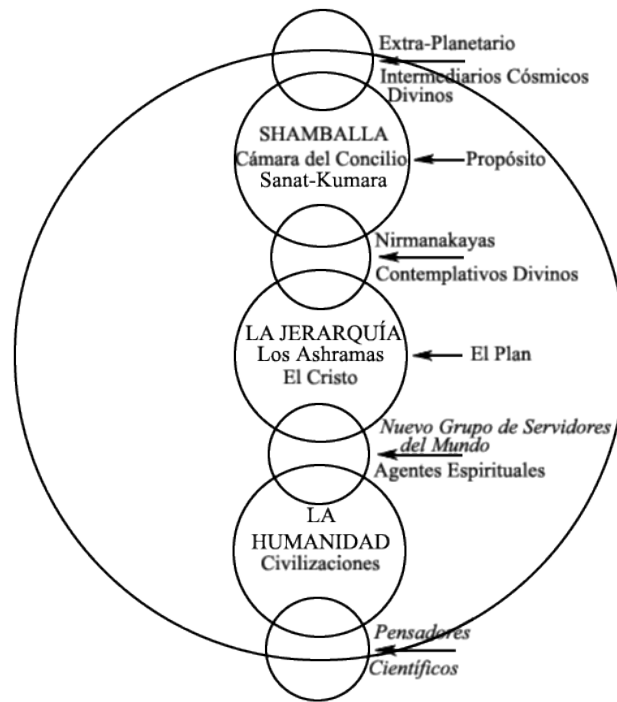 Extra-Planetario
Intermediarios Cósmicos
Divinos
SHAMBALLA
Cámara del Concilio
Sanat-Kumara
Propósito
Nirmanakayas
Contemplativos Divinos
LA JERARQUÍA
Los Ashramas
El Cristo
El Plan
Nuevo Grupo de Servidores
del Mundo
Agentes Espirituales
LA
HUMANIDAD
Civilizaciones
Pensadores
Científicos